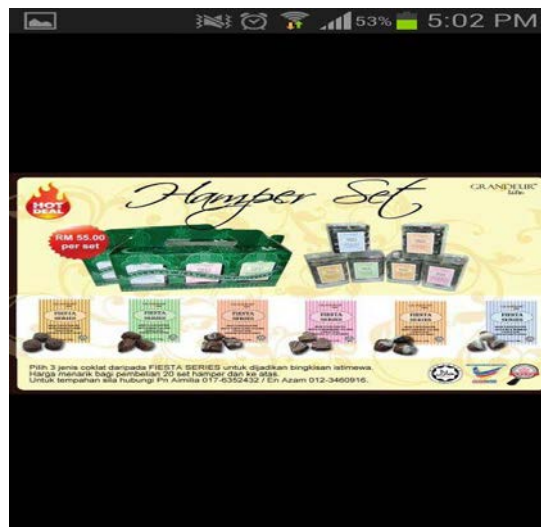 53% 5:02 PM
Hamper Set
GRANDEUR
HOT
DEAL
RM 55.00
per set
FIESTA
SERIES
FIESTA
SERIES
FIESTA
SERIES
FIESTA
SERIES
FIESTA
SERIES
FIESTA
SERIES
Pilih 3 jenis coklat daripada FIESTA SERIES untuk dijadikan bingkisan istimewa.
Harga menarik bagi pembelian 20 set hamper dan ke atas.
Untuk tempahan sila hubungi Pn Aimilia 017-6352432 / En Azam 012-3460916.